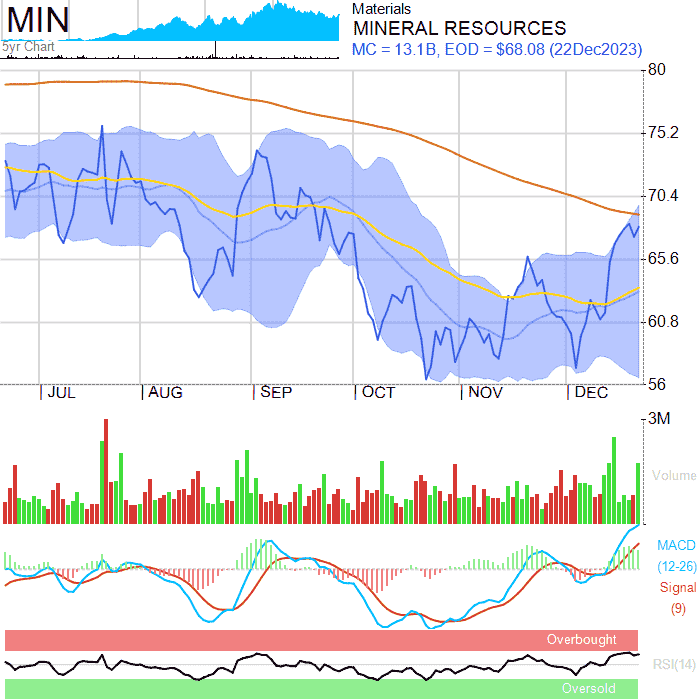 MIN
5yr Chart
Materials
MINERAL RESOURCES
MC = 13.1B, EOD = $68.08 (22Dec2023)
80
75.2
70.4
65.6
60.8
56
| JUL | AUG | SEP | OCT | NOV | DEC
3M
Volume
MACD
(12-26)
Signal
(9)
Overbought
RSI(14)
Oversold